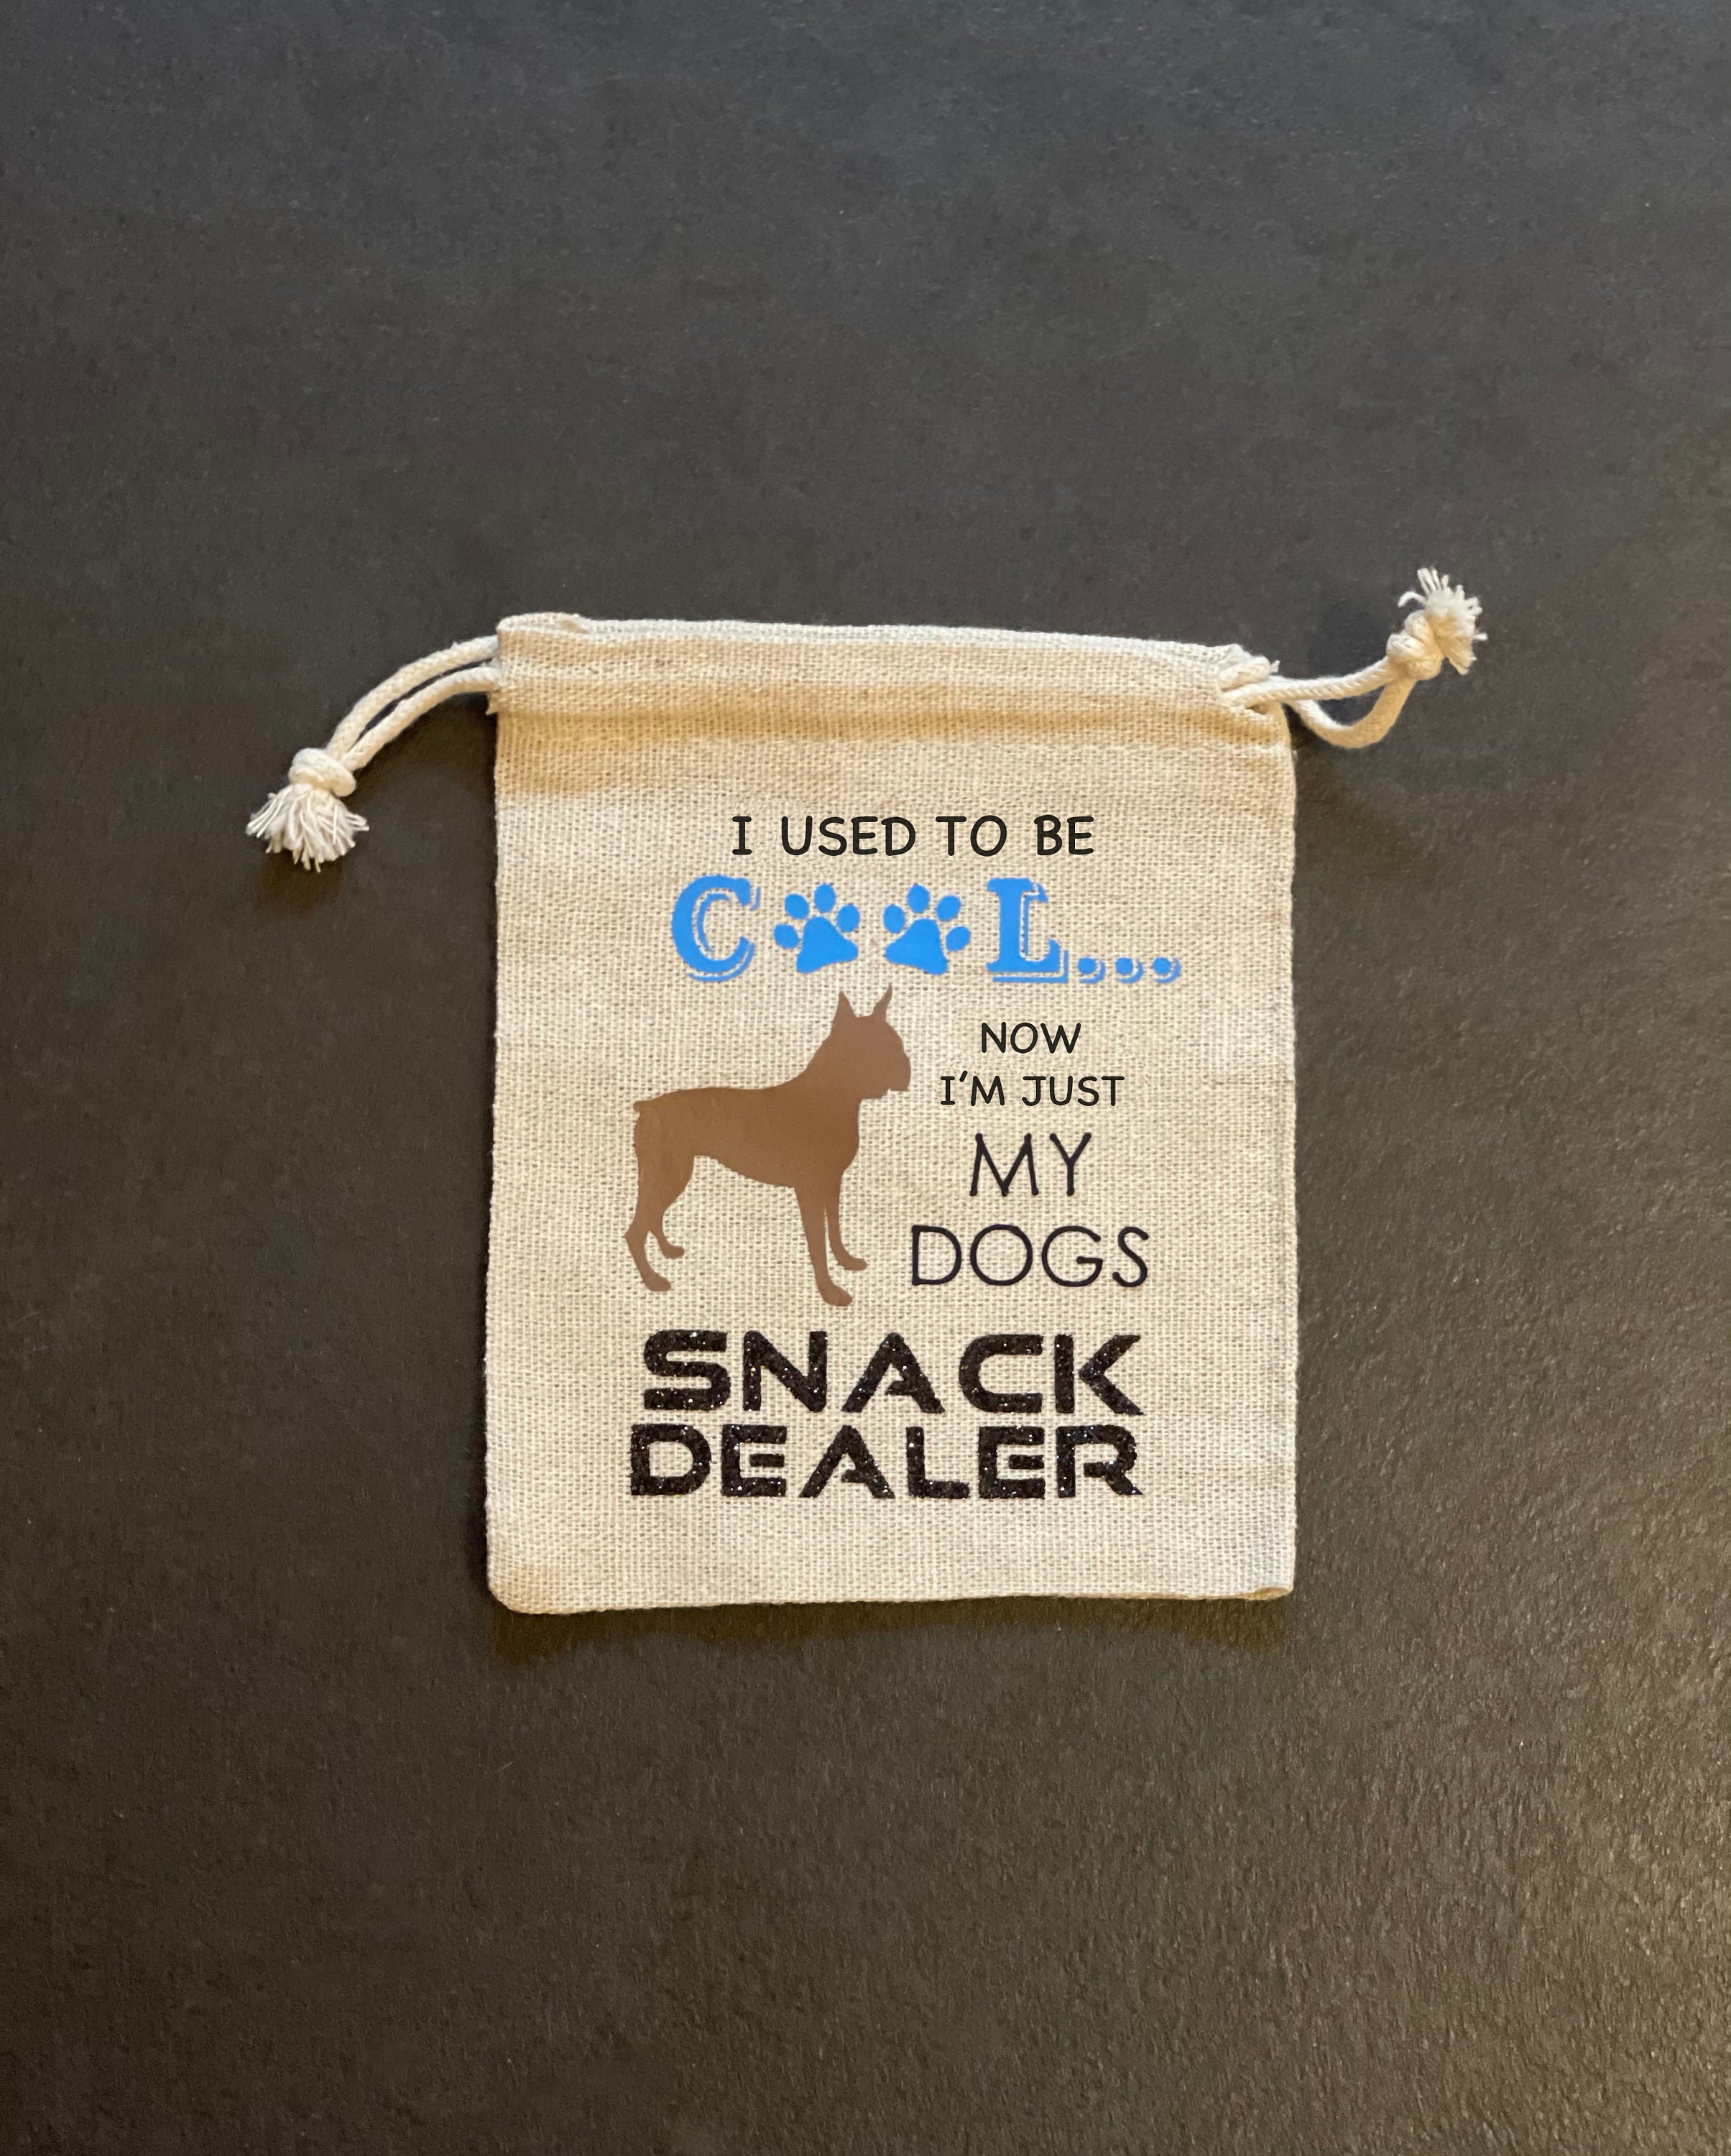 I USED TO BE
COOL...
NOW
I'M JUST
MY
DOGS
SNACK
DEALER